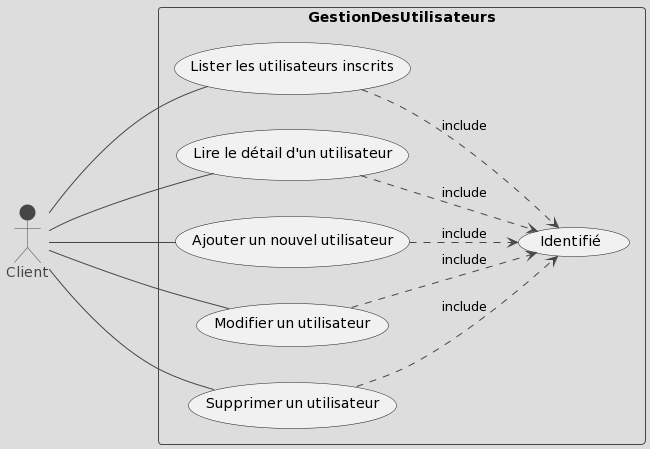 GestionDesUtilisateurs
Lister les utilisateurs inscrits
include
Lire le détail d'un utilisateur
include
Ajouter un nouvel utilisateur
include
Identifié
include
Client
Modifier un utilisateur
include
Supprimer un utilisateur